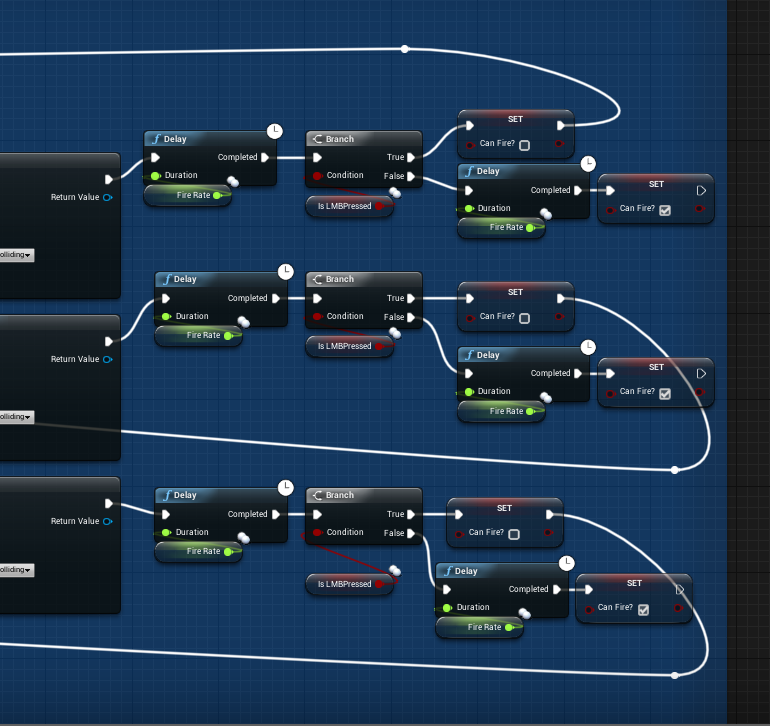 SET
Can Fire?
Delay
Completed
Duration
Fire Rate
Return Value
olliding
Branch
True
False
Condition
Is LMBPressed
Delay
Completed
Duration
Fire Rate
SET
Can Fire?
Delay
Completed
Duration
Fire Rate
Return Value
olliding
Branch
True
False
Condition
Is LMBPressed
SET
Can Fire?
Delay
Completed
Duration
Fire Rate
SET
Can Fire?
Delay
Completed
Duration
Fire Rate
Return Value
olliding
Branch
True
False
Condition
Is LMBPressed
SET
Can Fire?
Delay
Completed
Duration
Fire Rate
SET
Can Fire?